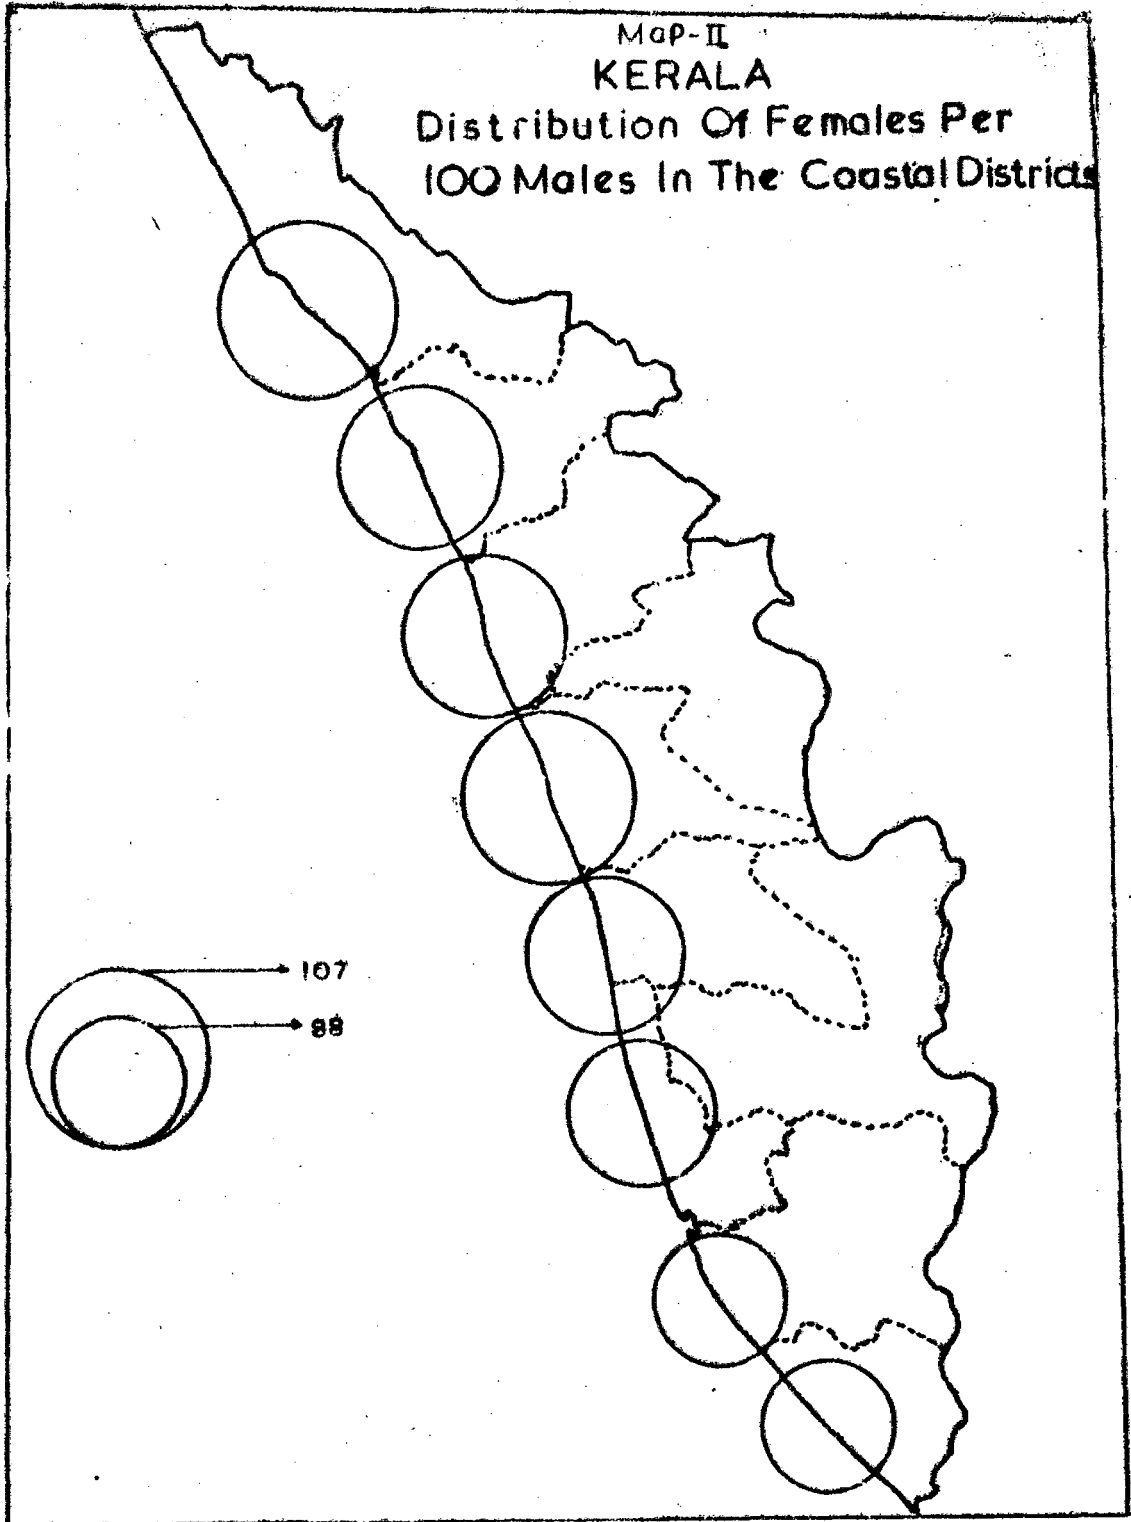 Map-II
KERALA
Distribution Of Females Per
100 Males In The Coastal Districts
107
88